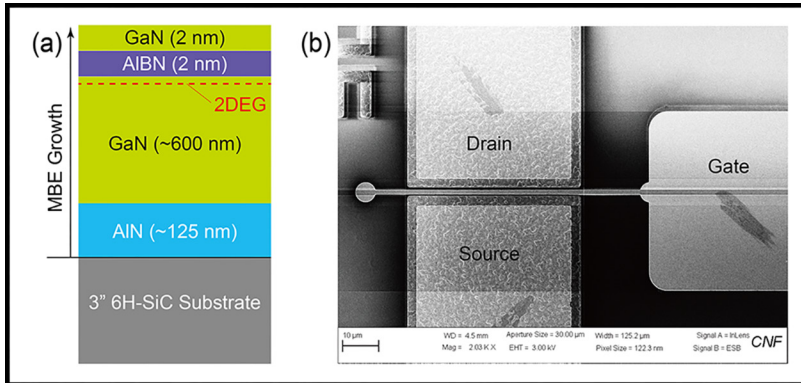 (a)
GaN (2 nm)
AlBN (2 nm)
2DEG
GaN (~600 nm)
AlN (~125 nm)
3” 6H-SiC Substrate
MBE Growth
(b)
Drain
Gate
Source
10 µm
WD = 4.5 mm Aperture Size = 30.00 µm Width = 125.2 µm Signal A = InLens
Mag = 2.03 K X EHT = 3.00 kV Pixel Size = 122.3 nm Signal B = ESB
CNF